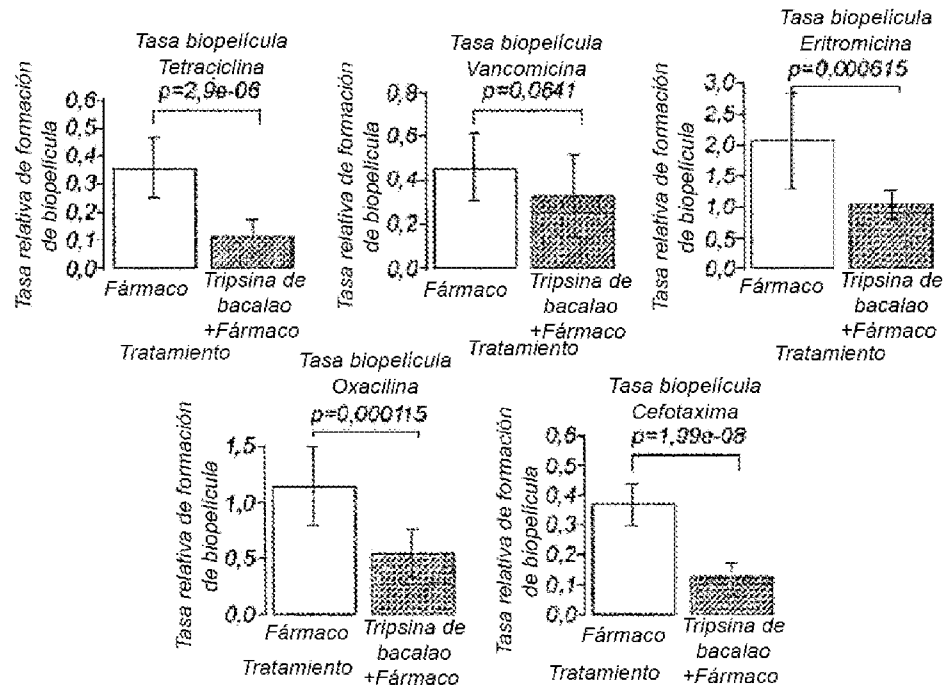 Tasa biopelícula
Tetraciclina
p=2,9e-06
Tasa relativa de formación
de biopelícula
0,6
0,5
0,4
0,3
0,2
0,1
0,0
Fármaco
Tripsina de
bacalao
+Fármaco
Tratamiento
Tasa biopelícula
Vancomicina
p=0,0641
Tasa relativa de formación
de biopelícula
0,8
0,6
0,4
0,2
0,0
Fármaco
Tripsina de
bacalao
+Fármaco
Tratamiento
Tasa biopelícula
Eritromicina
p=0,000615
Tasa relativa de formación
de biopelícula
3,0
2,5
2,0
1,5
1,0
0,5
0,0
Fármaco
Tripsina de
bacalao
+Fármaco
Tratamiento
Tasa biopelícula
Oxacilina
p=0,000115
Tasa relativa de formación
de biopelícula
1,5
1,0
0,5
0,0
Fármaco
Tripsina de
bacalao
+Fármaco
Tratamiento
Tasa biopelícula
Cefotaxima
p=1,99e-08
Tasa relativa de formación
de biopelícula
0,6
0,5
0,4
0,3
0,2
0,1
0,0
Fármaco
Tripsina de
bacalao
+Fármaco
Tratamiento